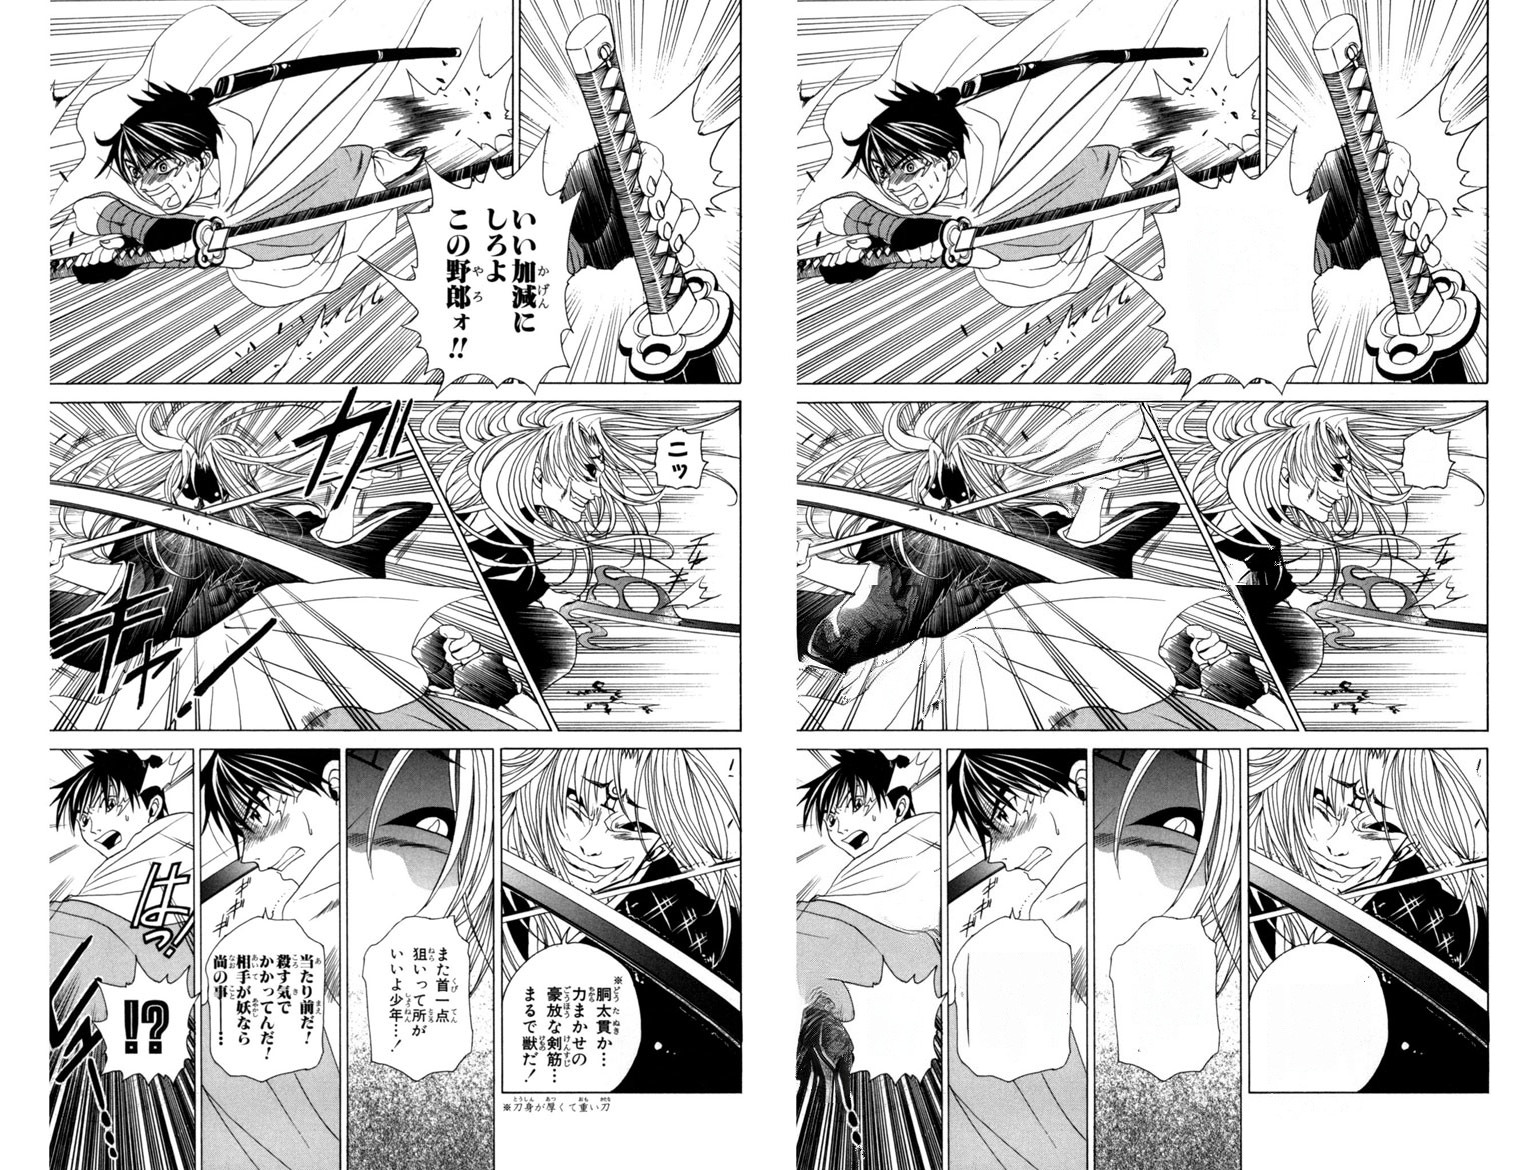 いい加減に
しろよ
この野郎ォ!!
ニッ
ガッ
キャ
※胴太貫か…
力まかせの
豪放な剣筋…
まるで獣だ!
※刀身が厚くて重い刀
また首一点
狙いって所が
いいよ少年…!
当たり前だ!
殺す気で
かかってんだ!
相手が妖なら
尚の事――
はっ!
!?